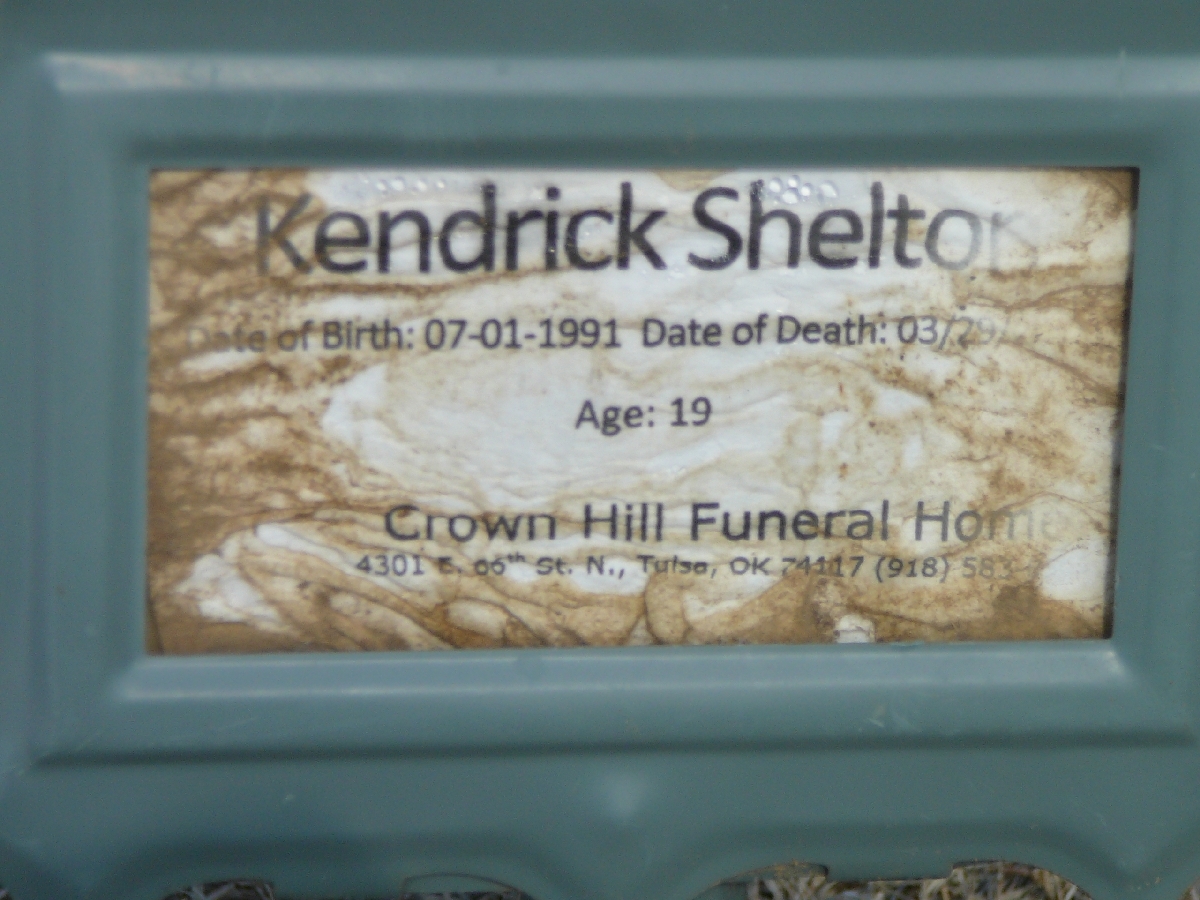 Kendrick Shelton
Date of Birth: 07-01-1991 Date of Death: 03/29/
Age: 19
Crown Hill Funeral Home
4301 E. 66th St. N., Tulsa, OK 74117 (918) 583-